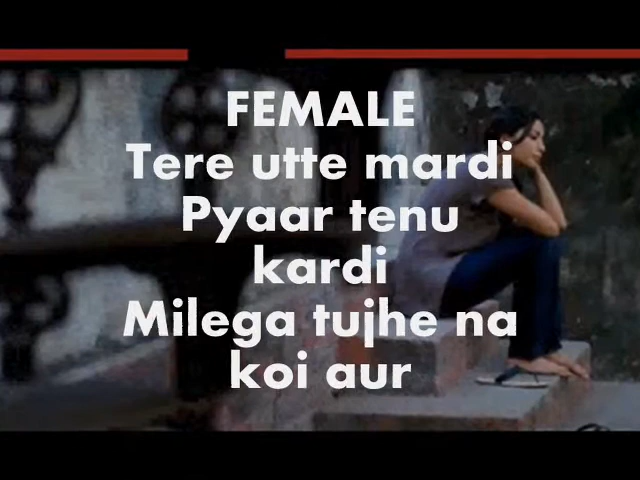 FEMALE
Tere utte mardi
Pyaar tenu
kardi
Milega tujhe na
koi aur